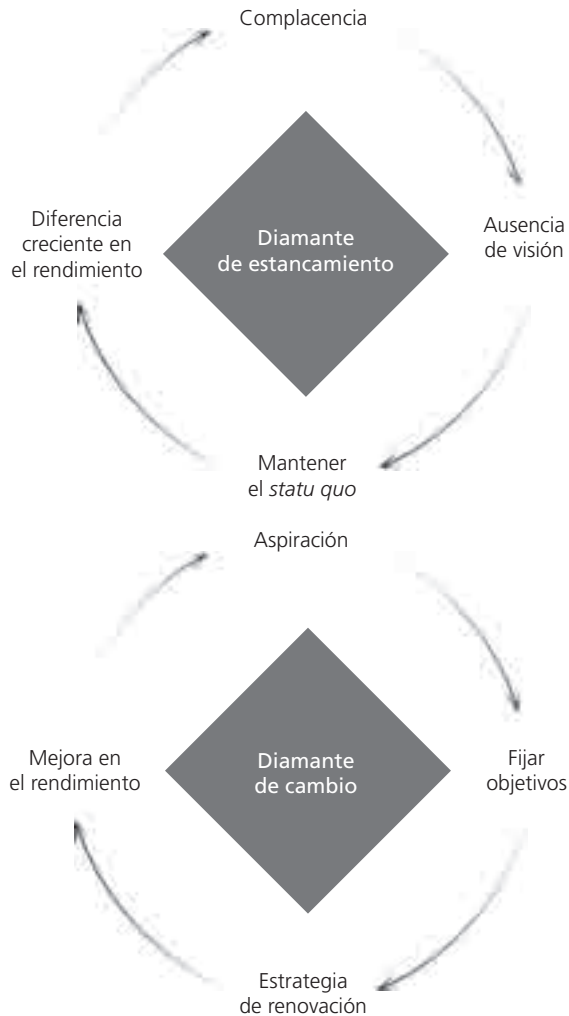 Complacencia
Diferencia
creciente en
el rendimiento
Diamante
de estancamiento
Ausencia
de visión
Mantener
el statu quo
Aspiración
Mejora en
el rendimiento
Diamante
de cambio
Fijar
objetivos
Estrategia
de renovación